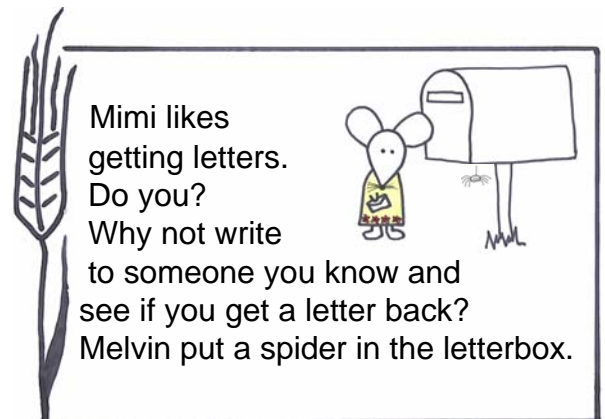 Mimi likes
getting letters.
Do you?
Why not write
to someone you know and
see if you get a letter back?
Melvin put a spider in the letterbox.